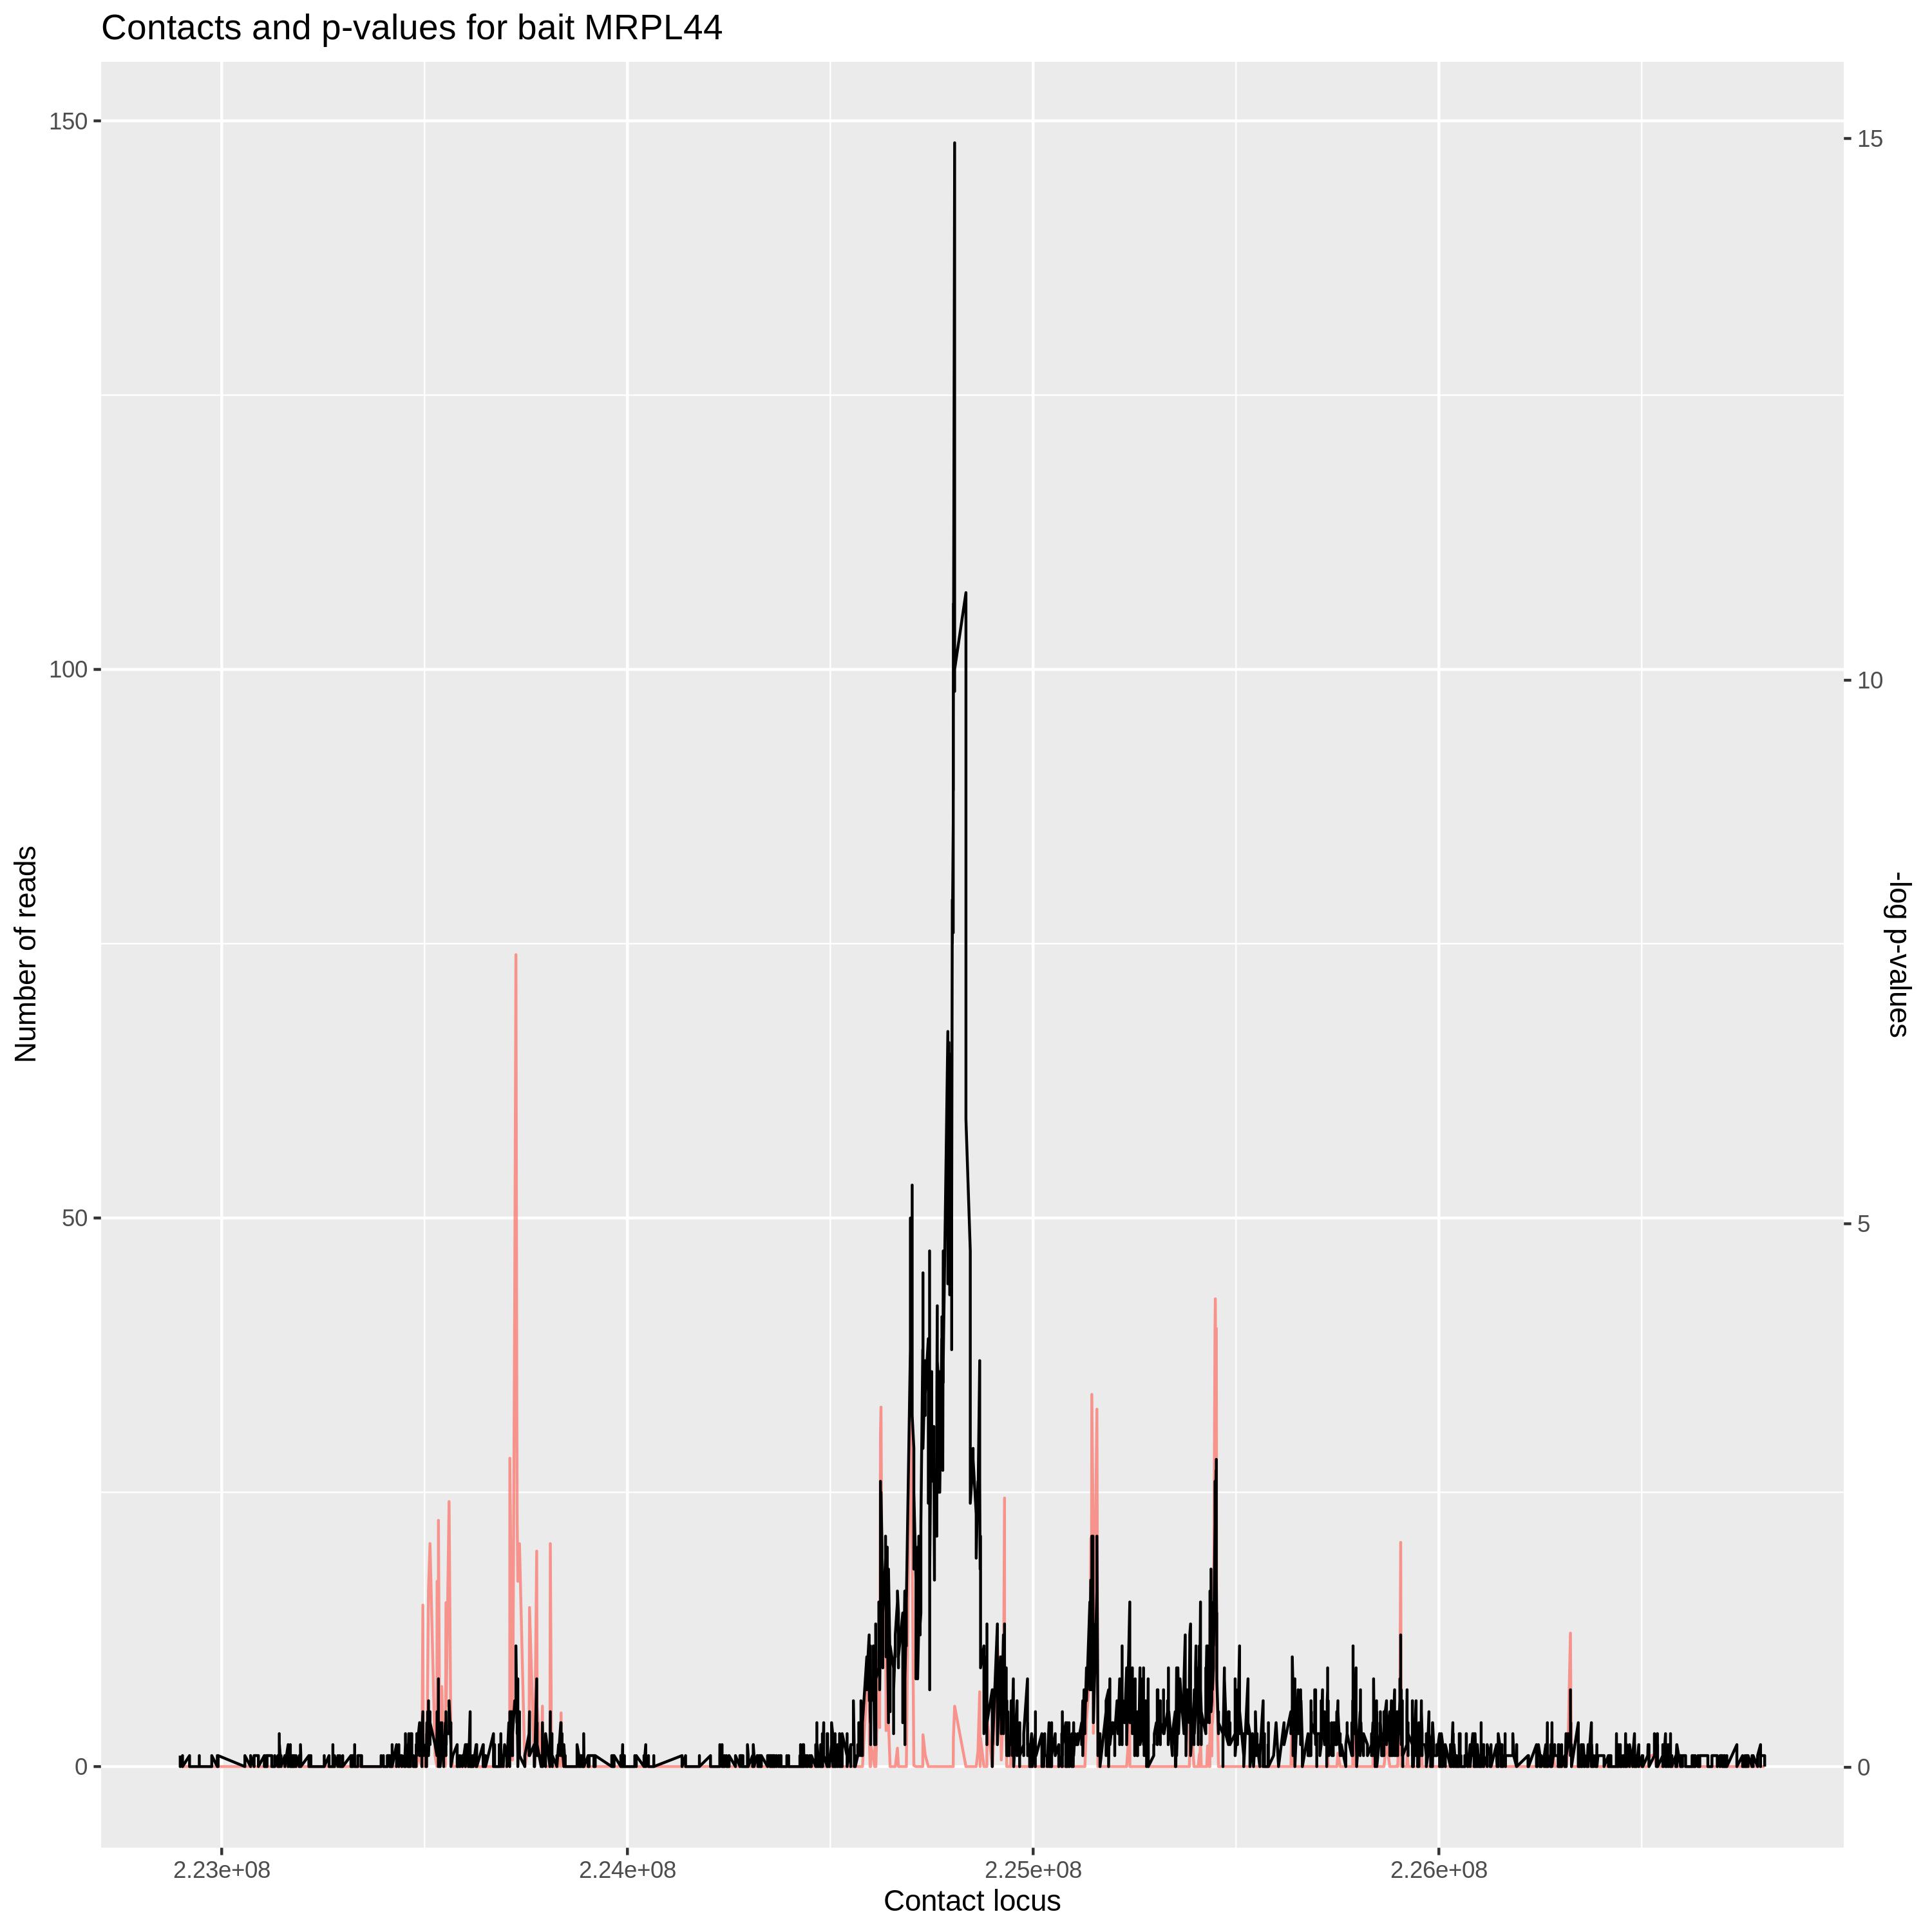 Contacts and p-values for bait MRPL44
150
100
50
0
Number of reads
15
10
5
0
-log p-values
2.23e+08
2.24e+08
2.25e+08
2.26e+08
Contact locus